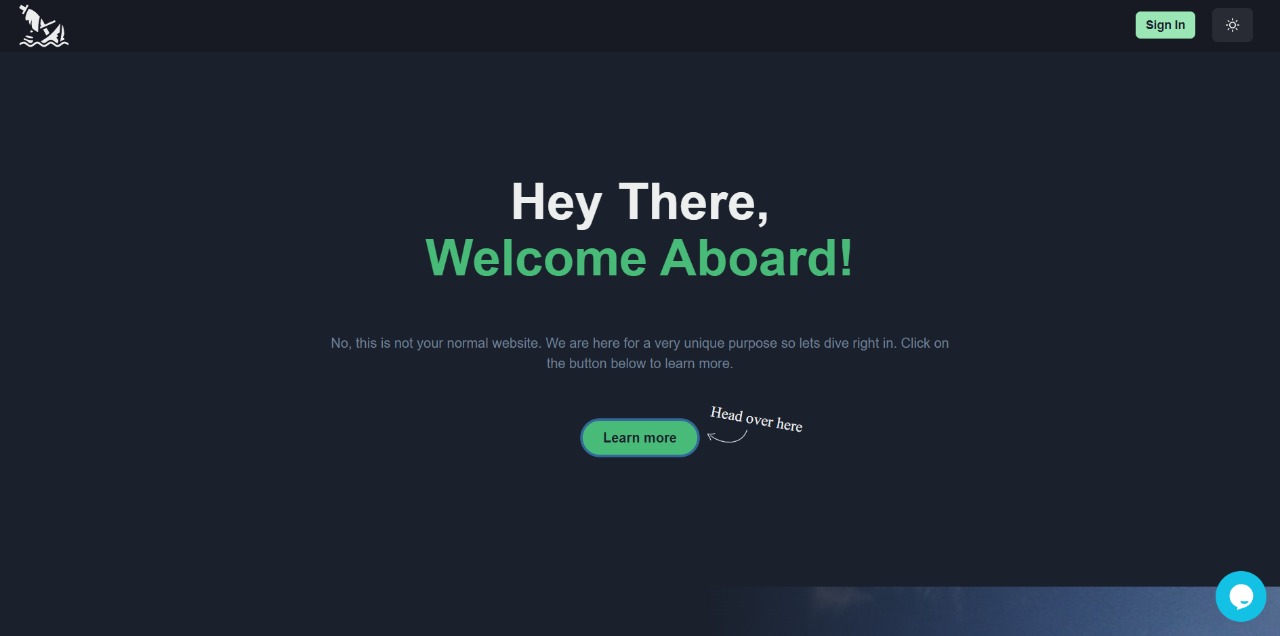 Sign In
Hey There,
Welcome Aboard!
No, this is not your normal website. We are here for a very unique purpose so lets dive right in. Click on
the button below to learn more.
Head over here
Learn more